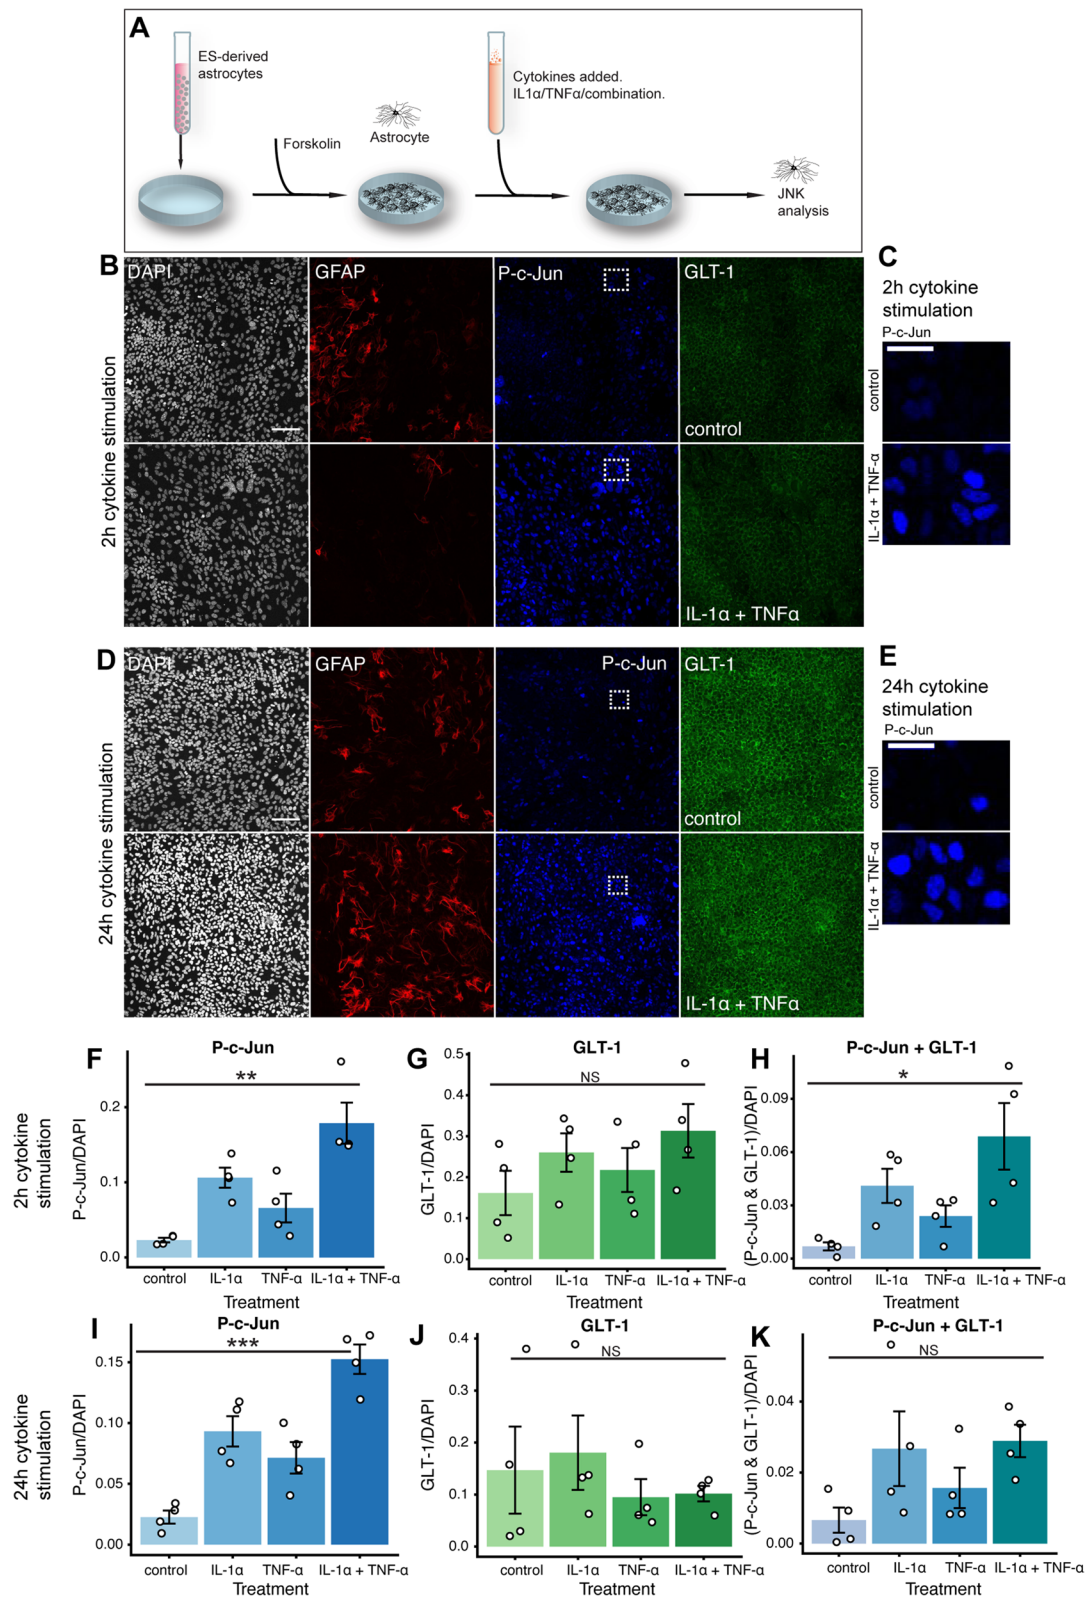 A
ES-derived
astrocytes
Forskolin
Astrocyte
Cytokines added.
IL1α/TNFα/combination.
JNK
analysis
B
2h cytokine stimulation
DAPI
GFAP
P-c-Jun
GLT-1
control
IL-1α + TNFα
C
2h cytokine
stimulation
P-c-Jun
control
IL-1α + TNF-α
D
24h cytokine stimulation
DAPI
GFAP
P-c-Jun
GLT-1
control
IL-1α + TNFα
E
24h cytokine
stimulation
P-c-Jun
control
IL-1α + TNF-α
2h cytokine
stimulation
F
P-c-Jun
**
P-c-Jun/DAPI
0.2
0.1
0.0
control
IL-1α
TNF-α
IL-1α + TNF-α
Treatment
G
GLT-1
NS
GLT-1/DAPI
0.5
0.4
0.3
0.2
0.1
0.0
control
IL-1α
TNF-α
IL-1α + TNF-α
Treatment
H
P-c-Jun + GLT-1
*
(P-c-Jun & GLT-1)/DAPI
0.09
0.06
0.03
0.00
control
IL-1α
TNF-α
IL-1α + TNF-α
Treatment
24h cytokine
stimulation
I
P-c-Jun
***
P-c-Jun/DAPI
0.15
0.10
0.05
0.00
control
IL-1α
TNF-α
IL-1α + TNF-α
Treatment
J
GLT-1
NS
GLT-1/DAPI
0.4
0.3
0.2
0.1
0.0
control
IL-1α
TNF-α
IL-1α + TNF-α
Treatment
K
P-c-Jun + GLT-1
NS
(P-c-Jun & GLT-1)/DAPI
0.04
0.02
0.00
control
IL-1α
TNF-α
IL-1α + TNF-α
Treatment